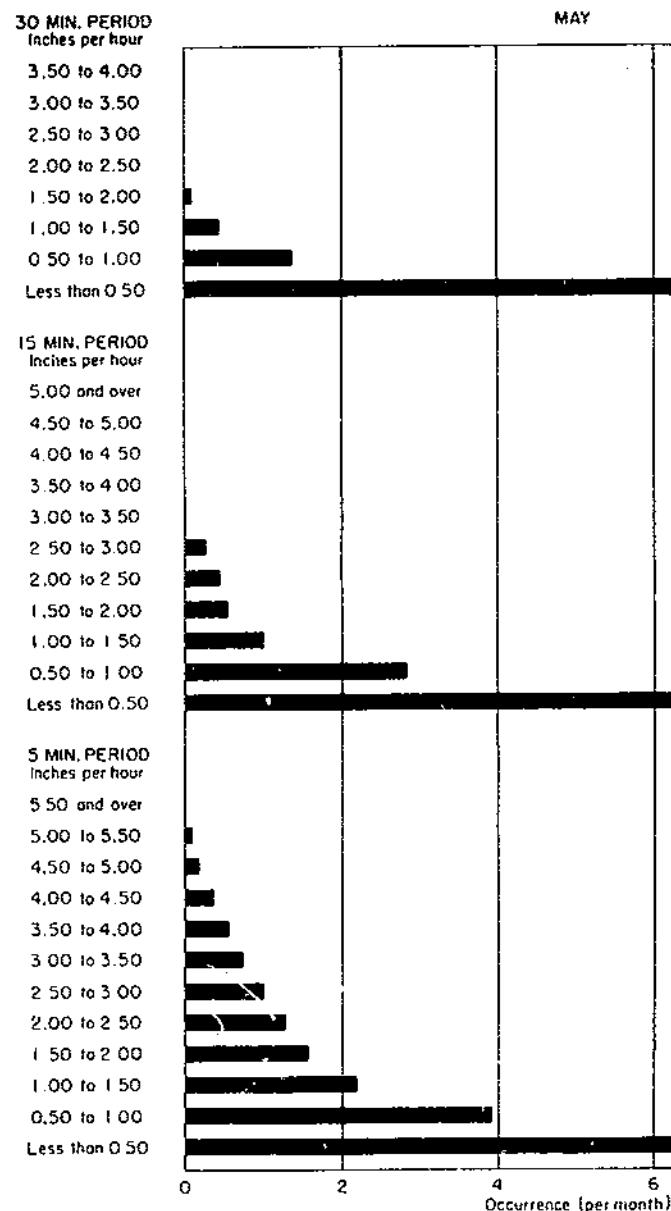 30 MIN. PERIOD
Inches per hour
MAY
3.50 to 4.00
3.00 to 3.50
2.50 to 3.00
2.00 to 2.50
1.50 to 2.00
1.00 to 1.50
0.50 to 1.00
Less than 0.50
15 MIN. PERIOD
Inches per hour
5.00 and over
4.50 to 5.00
4.00 to 4.50
3.50 to 4.00
3.00 to 3.50
2.50 to 3.00
2.00 to 2.50
1.50 to 2.00
1.00 to 1.50
0.50 to 1.00
Less than 0.50
5 MIN. PERIOD
Inches per hour
5.50 and over
5.00 to 5.50
4.50 to 5.00
4.00 to 4.50
3.50 to 4.00
3.00 to 3.50
2.50 to 3.00
2.00 to 2.50
1.50 to 2.00
1.00 to 1.50
0.50 to 1.00
Less than 0.50
0 2 4 6
Occurrence (per month)